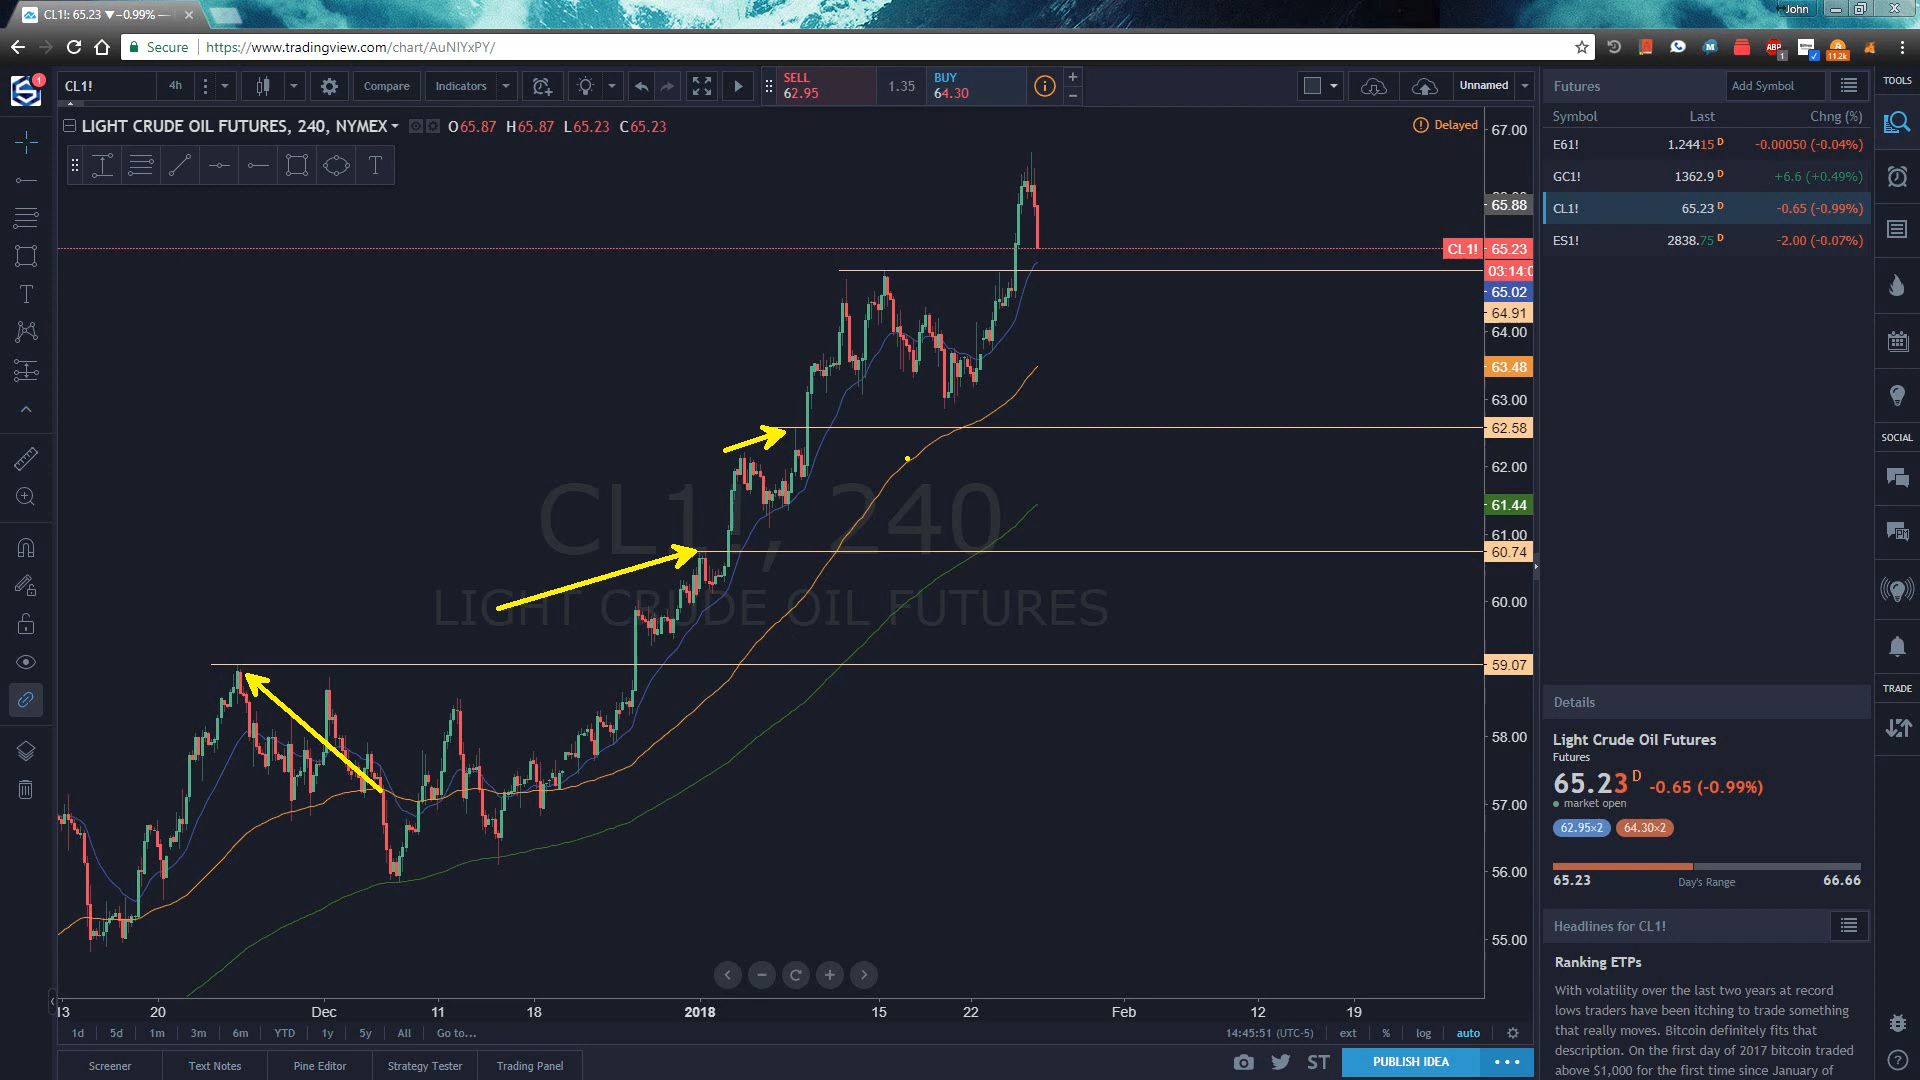 CL1!: 65.23 ▼−0.99% —
John
Secure
https://www.tradingview.com/chart/AuNIYxPY/
ABP
1
11.2k
1
CL1!
4h
Compare
Indicators
SELL
62.95
1.35
BUY
64.30
Unnamed
LIGHT CRUDE OIL FUTURES, 240, NYMEX
O65.87 H65.87 L65.23 C65.23
Delayed
CL1!, 240
LIGHT CRUDE OIL FUTURES
67.00
65.88
CL1! 65.23
03:14:0
65.02
64.91
64.00
63.48
63.00
62.58
62.00
61.44
61.00
60.74
60.00
59.07
58.00
57.00
56.00
55.00
13 20 Dec 11 18 2018 15 22 Feb 12 19
1d 5d 1m 3m 6m YTD 1y 5y All Go to...
14:45:51 (UTC-5) ext % log auto
Screener Text Notes Pine Editor Strategy Tester Trading Panel
ST
PUBLISH IDEA
Futures
Add Symbol
Symbol Last Chng (%)
E61! 1.24415 D -0.00050 (-0.04%)
GC1! 1362.9 D +6.6 (+0.49%)
CL1! 65.23 D -0.65 (-0.99%)
ES1! 2838.75 D -2.00 (-0.07%)
Details
Light Crude Oil Futures
Futures
65.23 D -0.65 (-0.99%)
market open
62.95×2 64.30×2
65.23 Day's Range 66.66
Headlines for CL1!
Ranking ETPs
With volatility over the last two years at record
lows traders have been itching to trade something
that really moves. Bitcoin definitely fits that
description. On the first day of 2017 bitcoin traded
above $1,000 for the first time since January of
TOOLS
SOCIAL
TRADE